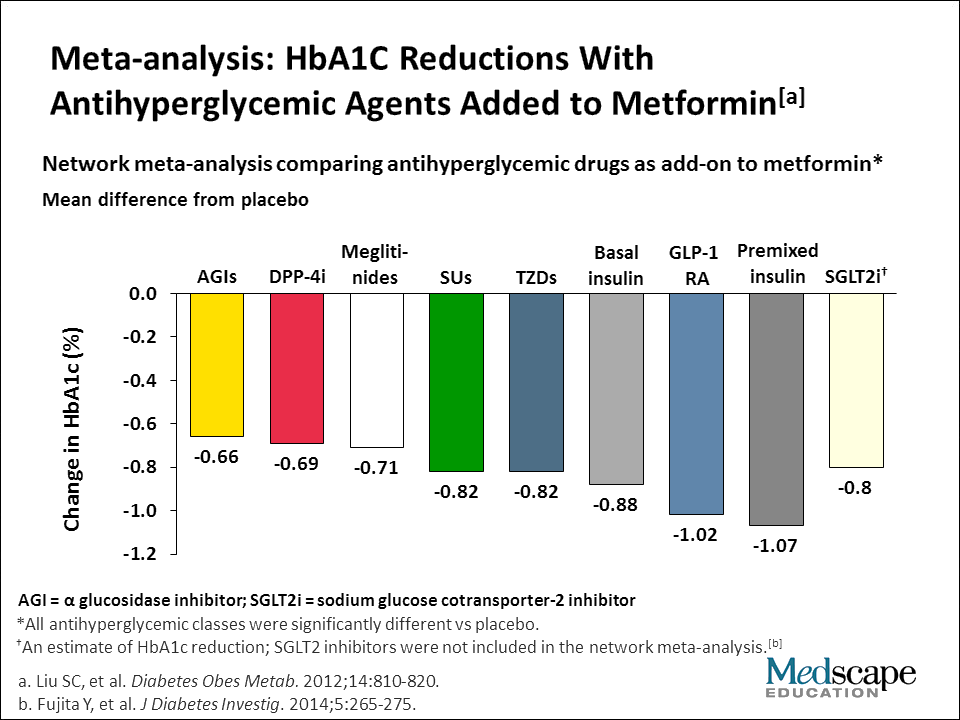 Meta-analysis: HbA1C Reductions With
Antihyperglycemic Agents Added to Metformin[a]
Network meta-analysis comparing antihyperglycemic drugs as add-on to metformin*
Mean difference from placebo
AGIs
DPP-4i
Megliti-
nides
SUs
TZDs
Basal
insulin
GLP-1
RA
Premixed
insulin
SGLT2i†
Change in HbA1c (%)
0.0
-0.2
-0.4
-0.6
-0.8
-1.0
-1.2
-0.66
-0.69
-0.71
-0.82
-0.82
-0.88
-1.02
-1.07
-0.8
AGI = α glucosidase inhibitor; SGLT2i = sodium glucose cotransporter-2 inhibitor
*All antihyperglycemic classes were significantly different vs placebo.
†An estimate of HbA1c reduction; SGLT2 inhibitors were not included in the network meta-analysis.[b]
a. Liu SC, et al. Diabetes Obes Metab. 2012;14:810-820.
b. Fujita Y, et al. J Diabetes Investig. 2014;5:265-275.
Medscape
EDUCATION